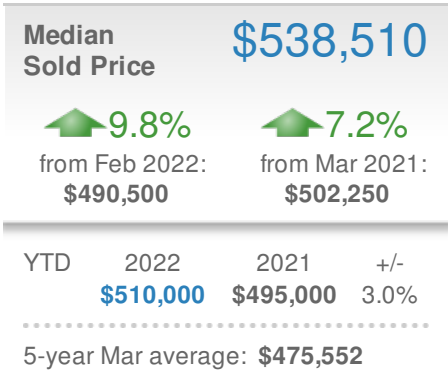 Median
Sold Price
$538,510
9.8%
7.2%
from Feb 2022:
from Mar 2021:
$490,500
$502,250
YTD 2022 2021 +/-
$510,000 $495,000 3.0%
5-year Mar average: $475,552